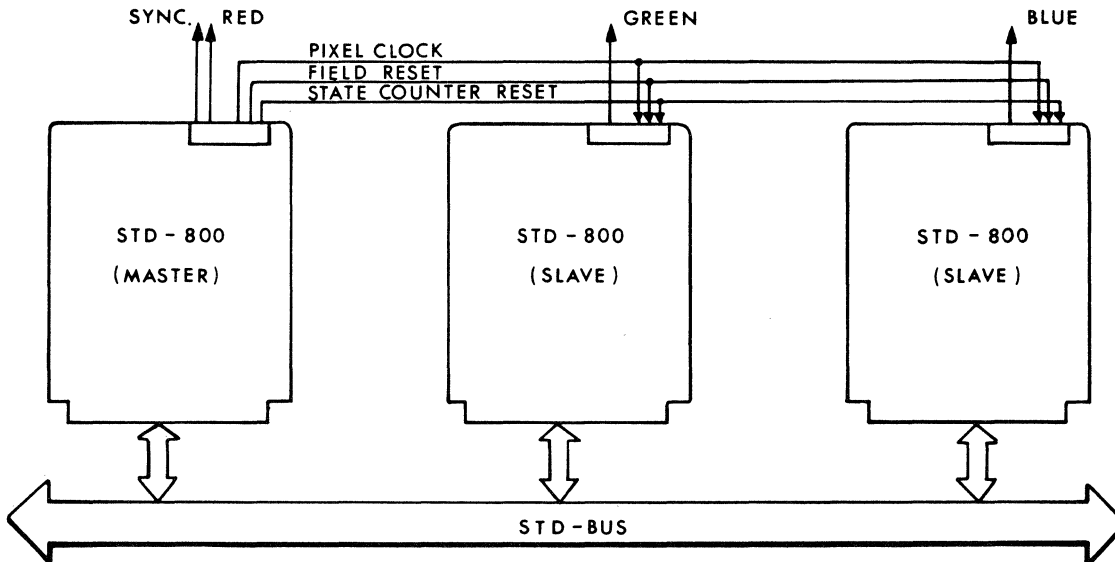 SYNC. RED GREEN BLUE
PIXEL CLOCK
FIELD RESET
STATE COUNTER RESET
STD-800 STD-800 STD-800
(MASTER) (SLAVE) (SLAVE)
STD-BUS